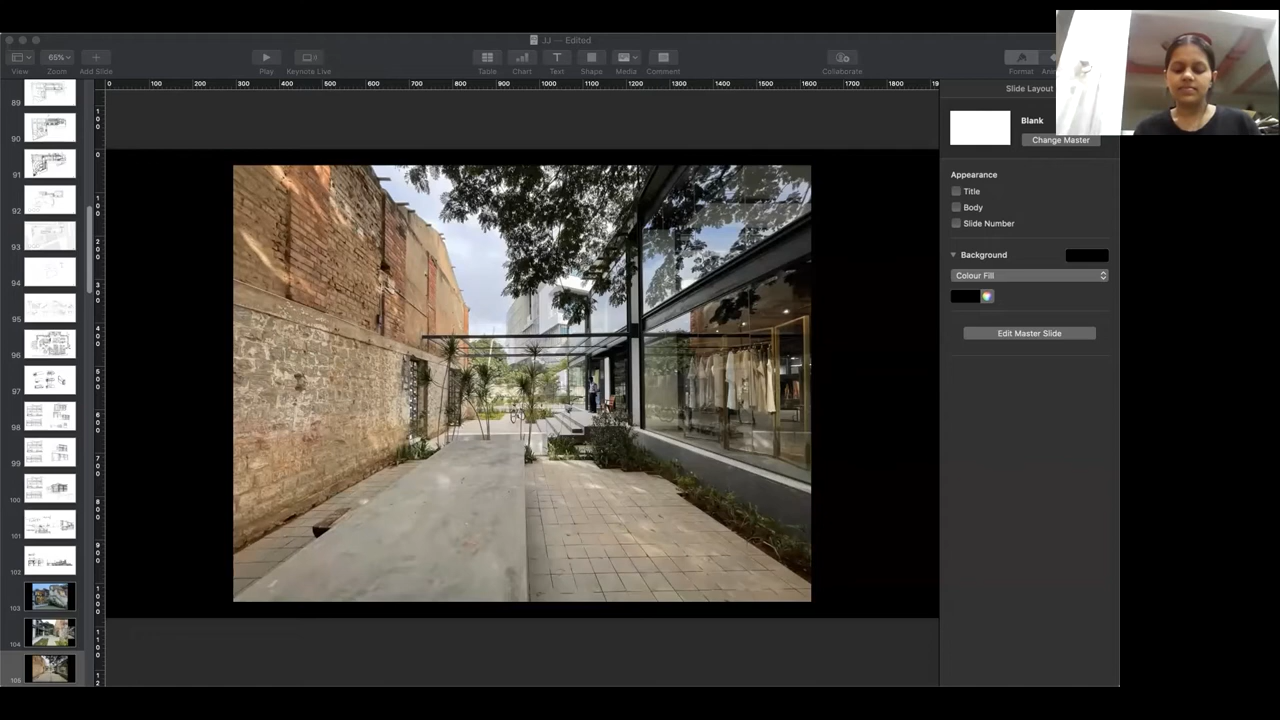 JJ — Edited
65%
View Zoom Add Slide Play Keynote Live Table Chart Text Shape Media Comment Collaborate Format
0 100 200 300 400 500 600 700 800 900 1000 1100 1200 1300 1400 1500 1600 1700 1800
Slide Layout
Blank
Change Master
Appearance
Title
Body
Slide Number
Background
Colour Fill
Edit Master Slide
89
90
91
92
93
94
95
96
97
98
99
100
101
102
103
104
105